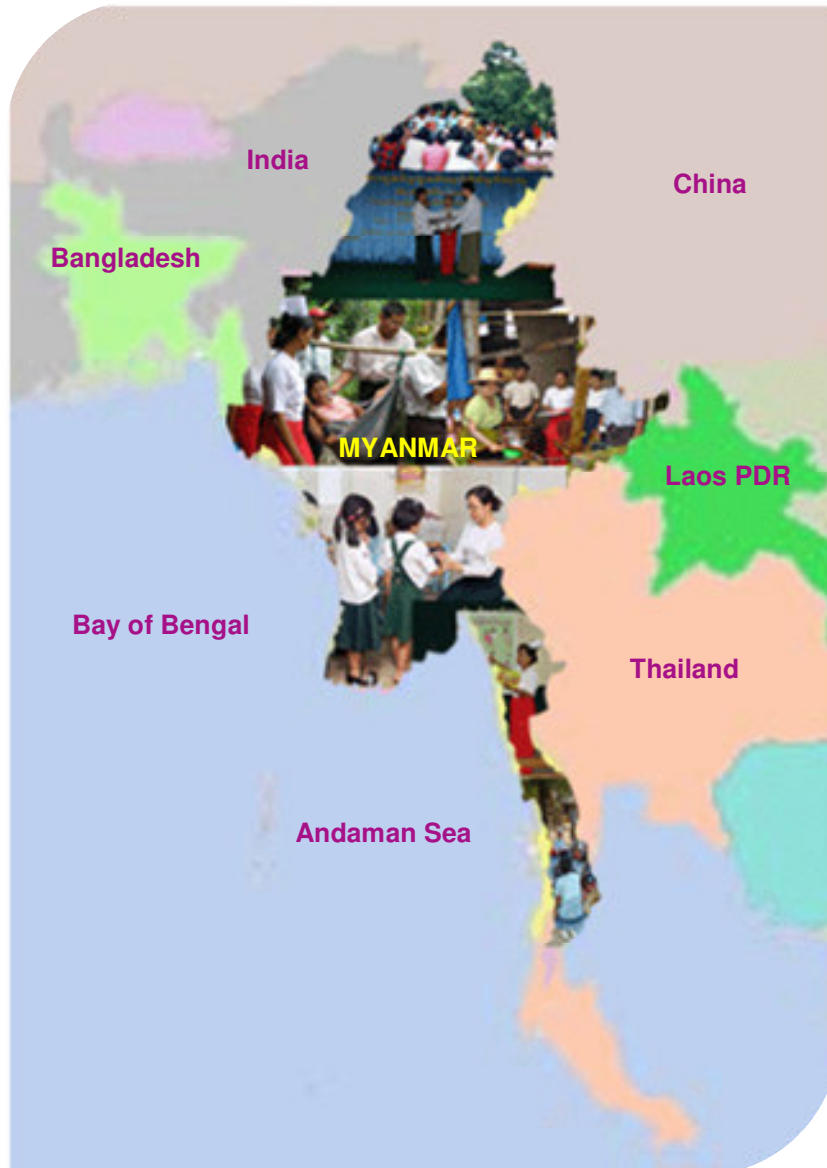 India
China
Bangladesh
MYANMAR
Laos PDR
Bay of Bengal
Thailand
Andaman Sea